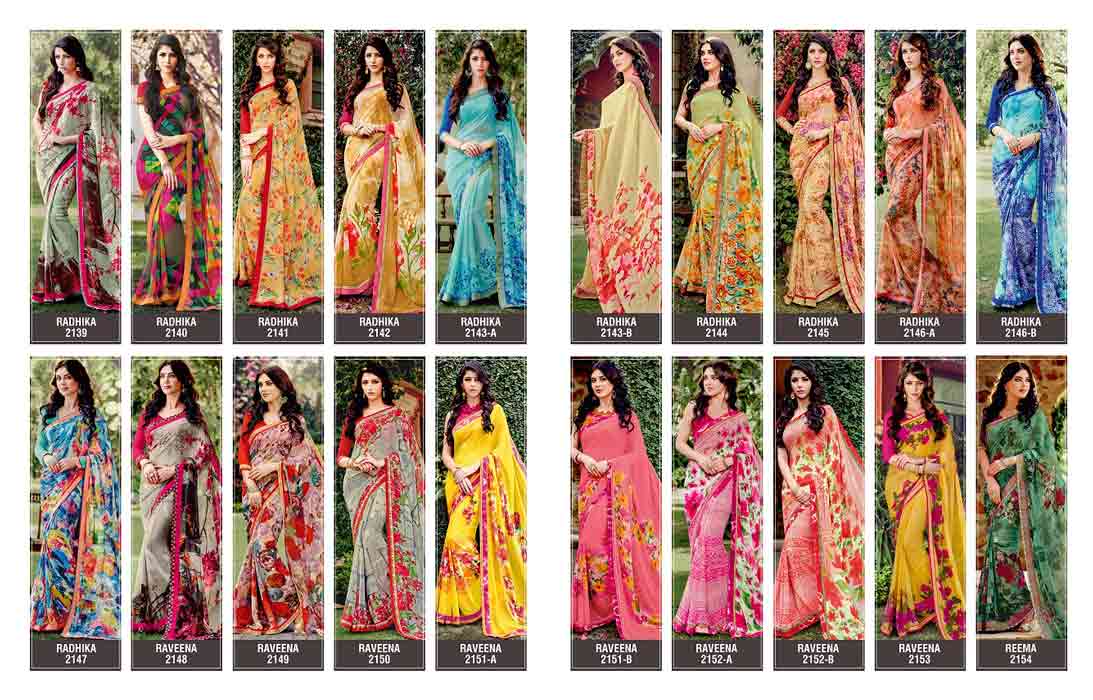 RADHIKA
2139
RADHIKA
2140
RADHIKA
2141
RADHIKA
2142
RADHIKA
2143-A
RADHIKA
2143-B
RADHIKA
2144
RADHIKA
2145
RADHIKA
2146-A
RADHIKA
2146-B
RADHIKA
2147
RAVEENA
2148
RAVEENA
2149
RAVEENA
2150
RAVEENA
2151-A
RAVEENA
2151-B
RAVEENA
2152-A
RAVEENA
2152-B
RAVEENA
2153
REEMA
2154